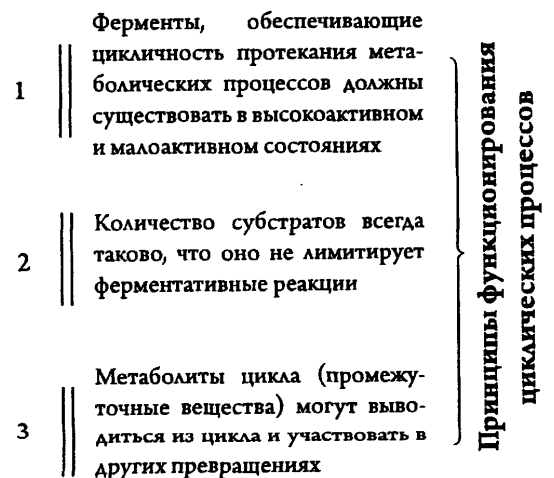 1
Ферменты, обеспечивающие
цикличность протекания мета-
болических процессов должны
существовать в высокоактивном
и малоактивном состояниях
2
Количество субстратов всегда
таково, что оно не лимитирует
ферментативные реакции
3
Метаболиты цикла (промежу-
точные вещества) могут выво-
диться из цикла и участвовать в
других превращениях
Принципы функционирования
циклических процессов